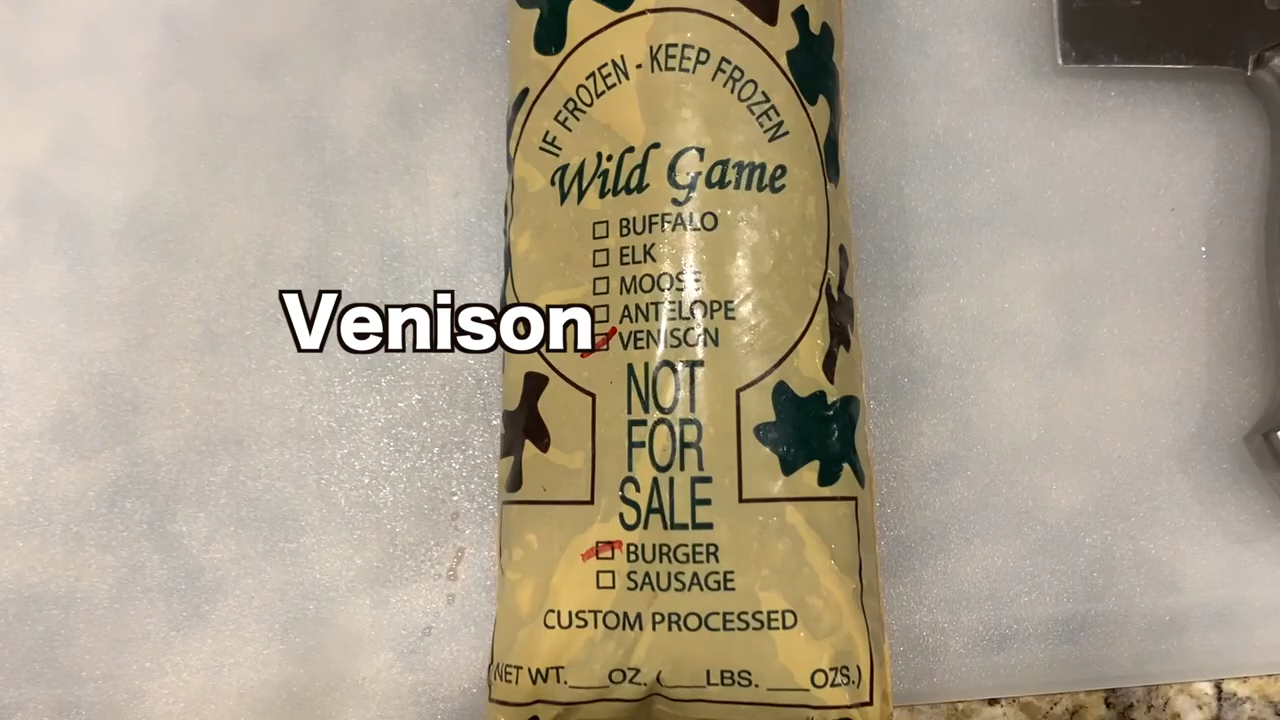 IF FROZEN - KEEP FROZEN
Wild Game
BUFFALO
ELK
MOOSE
ANTELOPE
Venison
VENISON
NOT
FOR
SALE
BURGER
SAUSAGE
CUSTOM PROCESSED
NET WT.___OZ. (___LBS. ___OZS.)